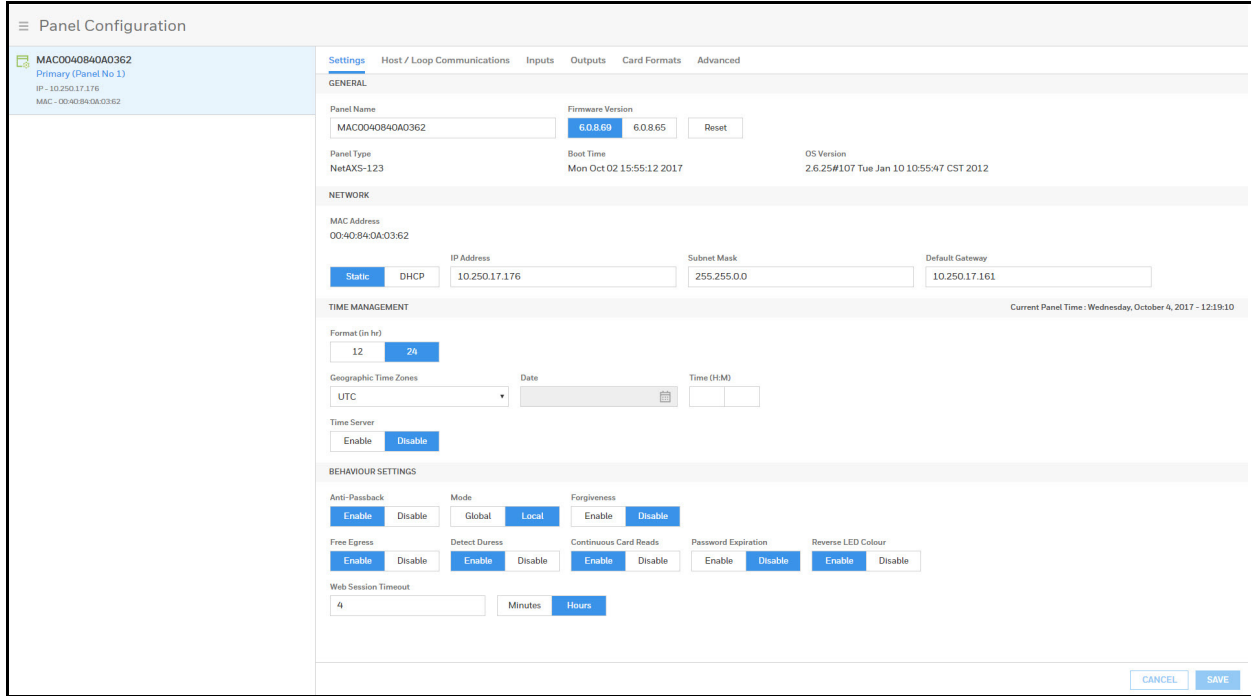 Panel Configuration
MAC0040840A0362
Primary (Panel No 1)
IP - 10.250.17.176
MAC - 00:40:84:0A:03:62
Settings Host / Loop Communications Inputs Outputs Card Formats Advanced
GENERAL
Panel Name Firmware Version
MAC0040840A0362 6.0.8.69 6.0.8.65 Reset
Panel Type Boot Time OS Version
NetAXS-123 Mon Oct 02 15:55:12 2017 2.6.25#107 Tue Jan 10 10:55:47 CST 2012
NETWORK
MAC Address
00:40:84:0A:03:62
IP Address Subnet Mask Default Gateway
Static DHCP 10.250.17.176 255.255.0.0 10.250.17.161
TIME MANAGEMENT Current Panel Time : Wednesday, October 4, 2017 - 12:19:10
Format (in hr)
12 24
Geographic Time Zones Date Time (H:M)
UTC
Time Server
Enable Disable
BEHAVIOUR SETTINGS
Anti-Passback Mode Forgiveness
Enable Disable Global Local Enable Disable
Free Egress Detect Duress Continuous Card Reads Password Expiration Reverse LED Colour
Enable Disable Enable Disable Enable Disable Enable Disable Enable Disable
Web Session Timeout
4 Minutes Hours
CANCEL SAVE